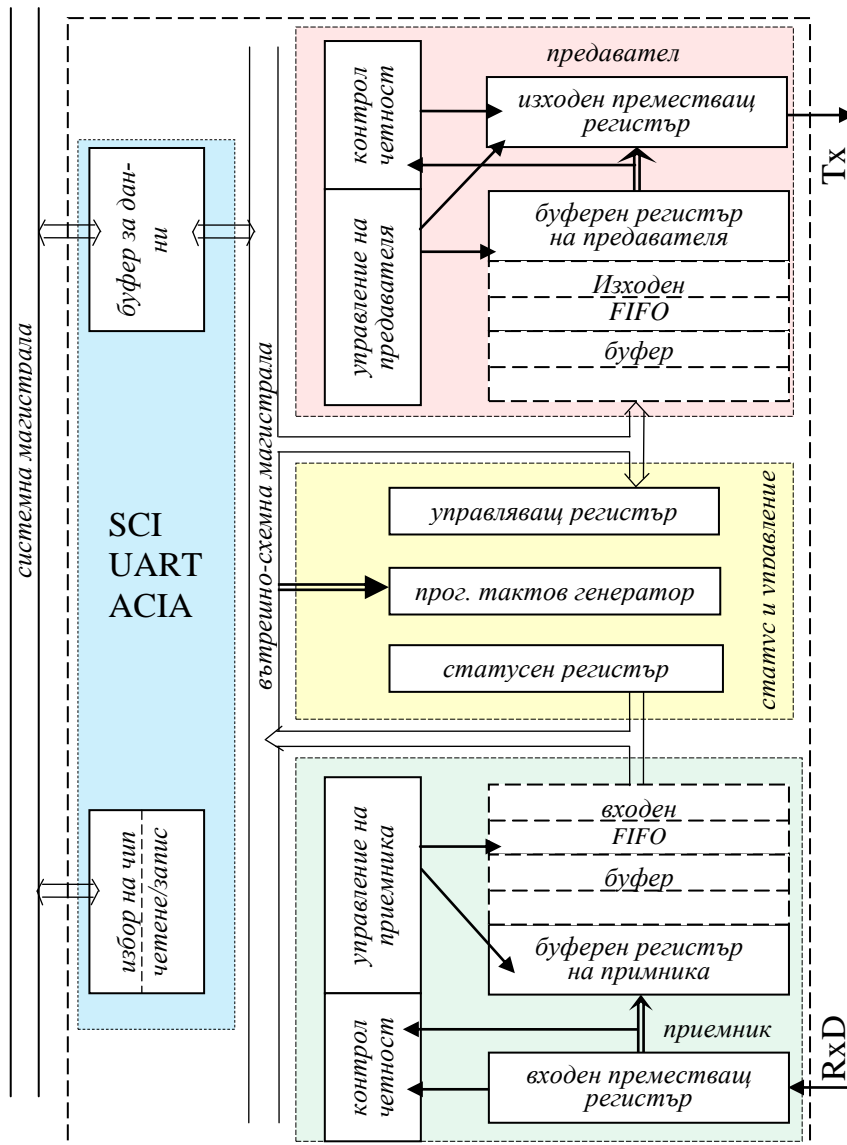 системна магистрала
буфер за дан-
ни
SCI
UART
ACIA
избор на чип
четене/запис
вътрешно-схемна магистрала
предавател
контрол
четност
изходен преместващ
регистър
Tx
управление на
предавателя
буферен регистър
на предавателя
Изходен
FIFO
буфер
управляващ регистър
прог. тактов генератор
статусен регистър
статус и управление
управление на
приемника
входен
FIFO
буфер
буферен регистър
на примника
приемник
контрол
четност
входен преместващ
регистър
RxD